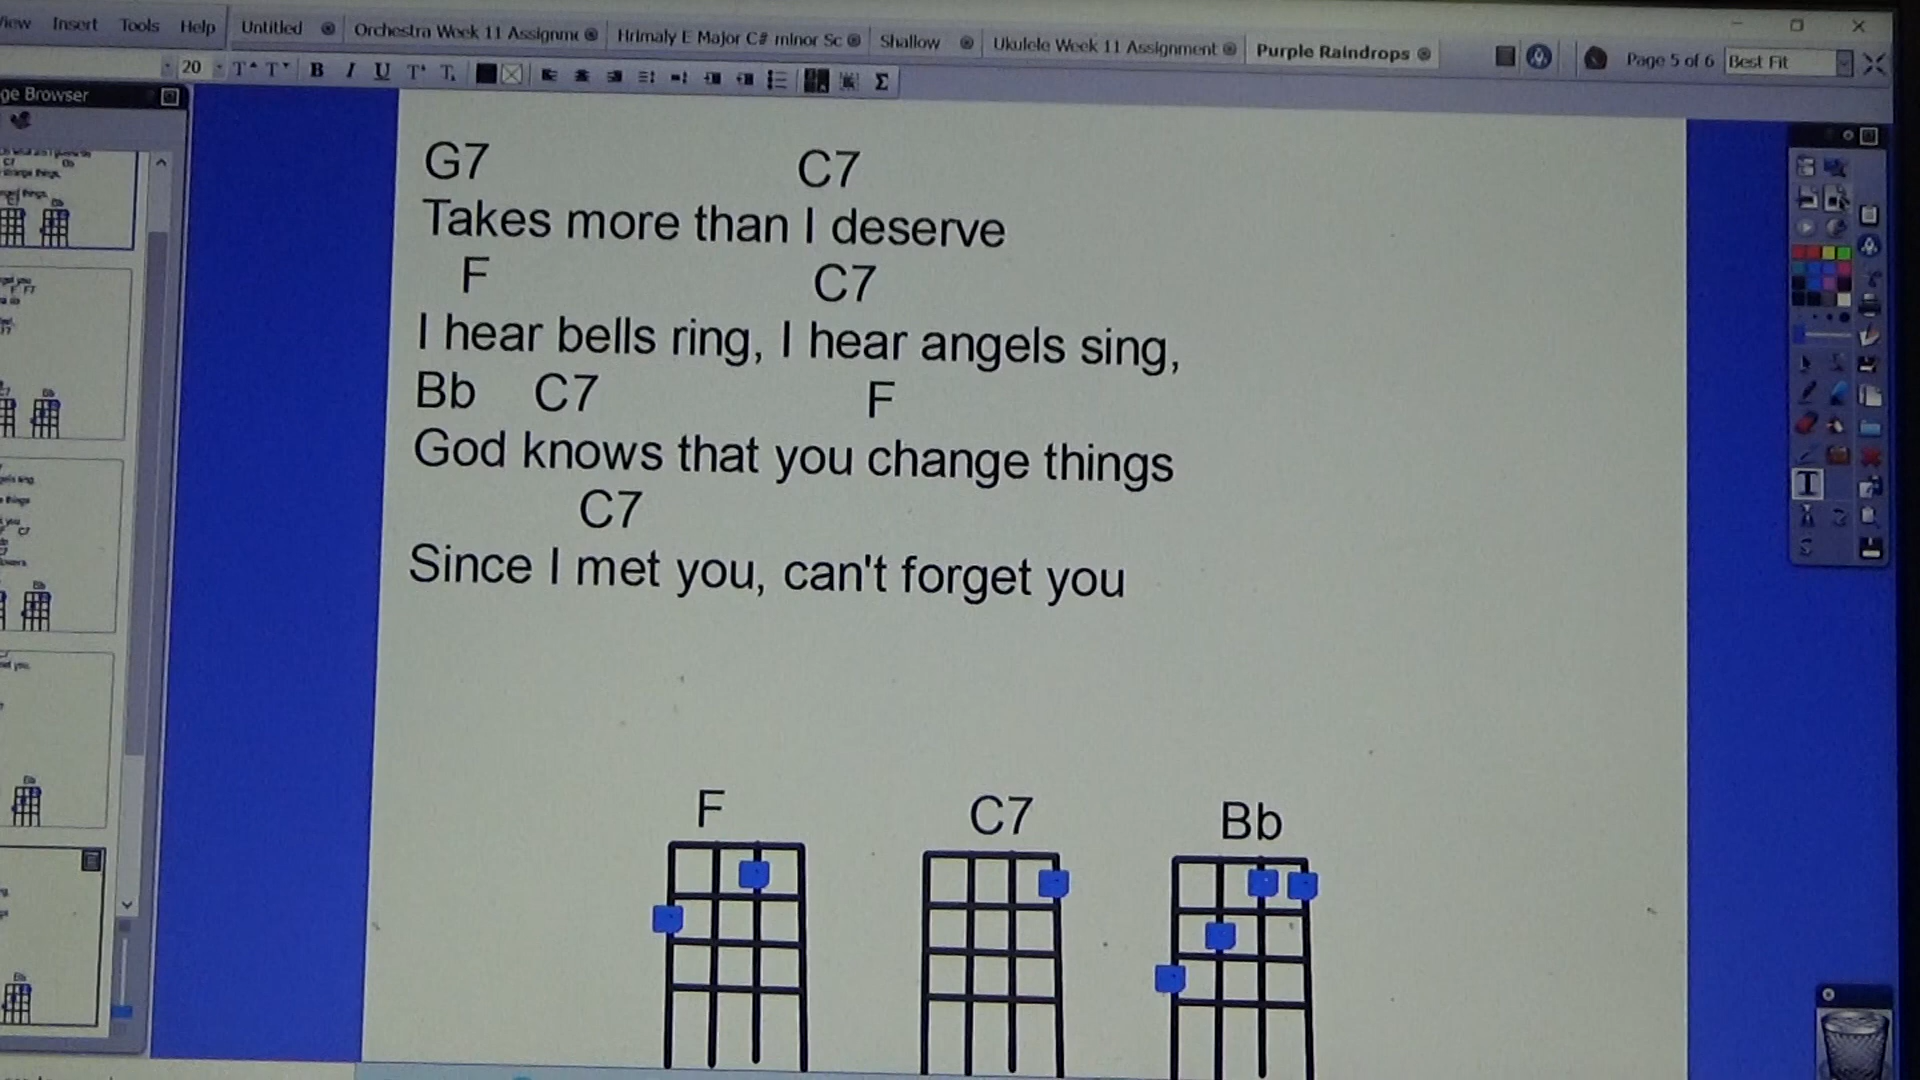 View Insert Tools Help Untitled Orchestra Week 11 Assignme Hrimaly E Major C# minor Sc Shallow Ukulele Week 11 Assignment Purple Raindrops Page 5 of 6 Best Fit
20 B I U Σ
ge Browser
G7 C7
Takes more than I deserve
F C7
I hear bells ring, I hear angels sing,
Bb C7 F
God knows that you change things
C7
Since I met you, can't forget you
F C7 Bb